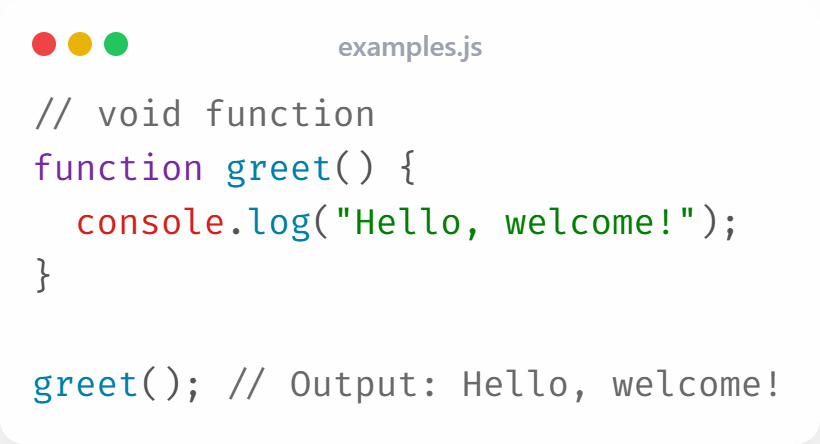 examples.js
// void function
function greet() {
  console.log("Hello, welcome!");
}
greet(); // Output: Hello, welcome!